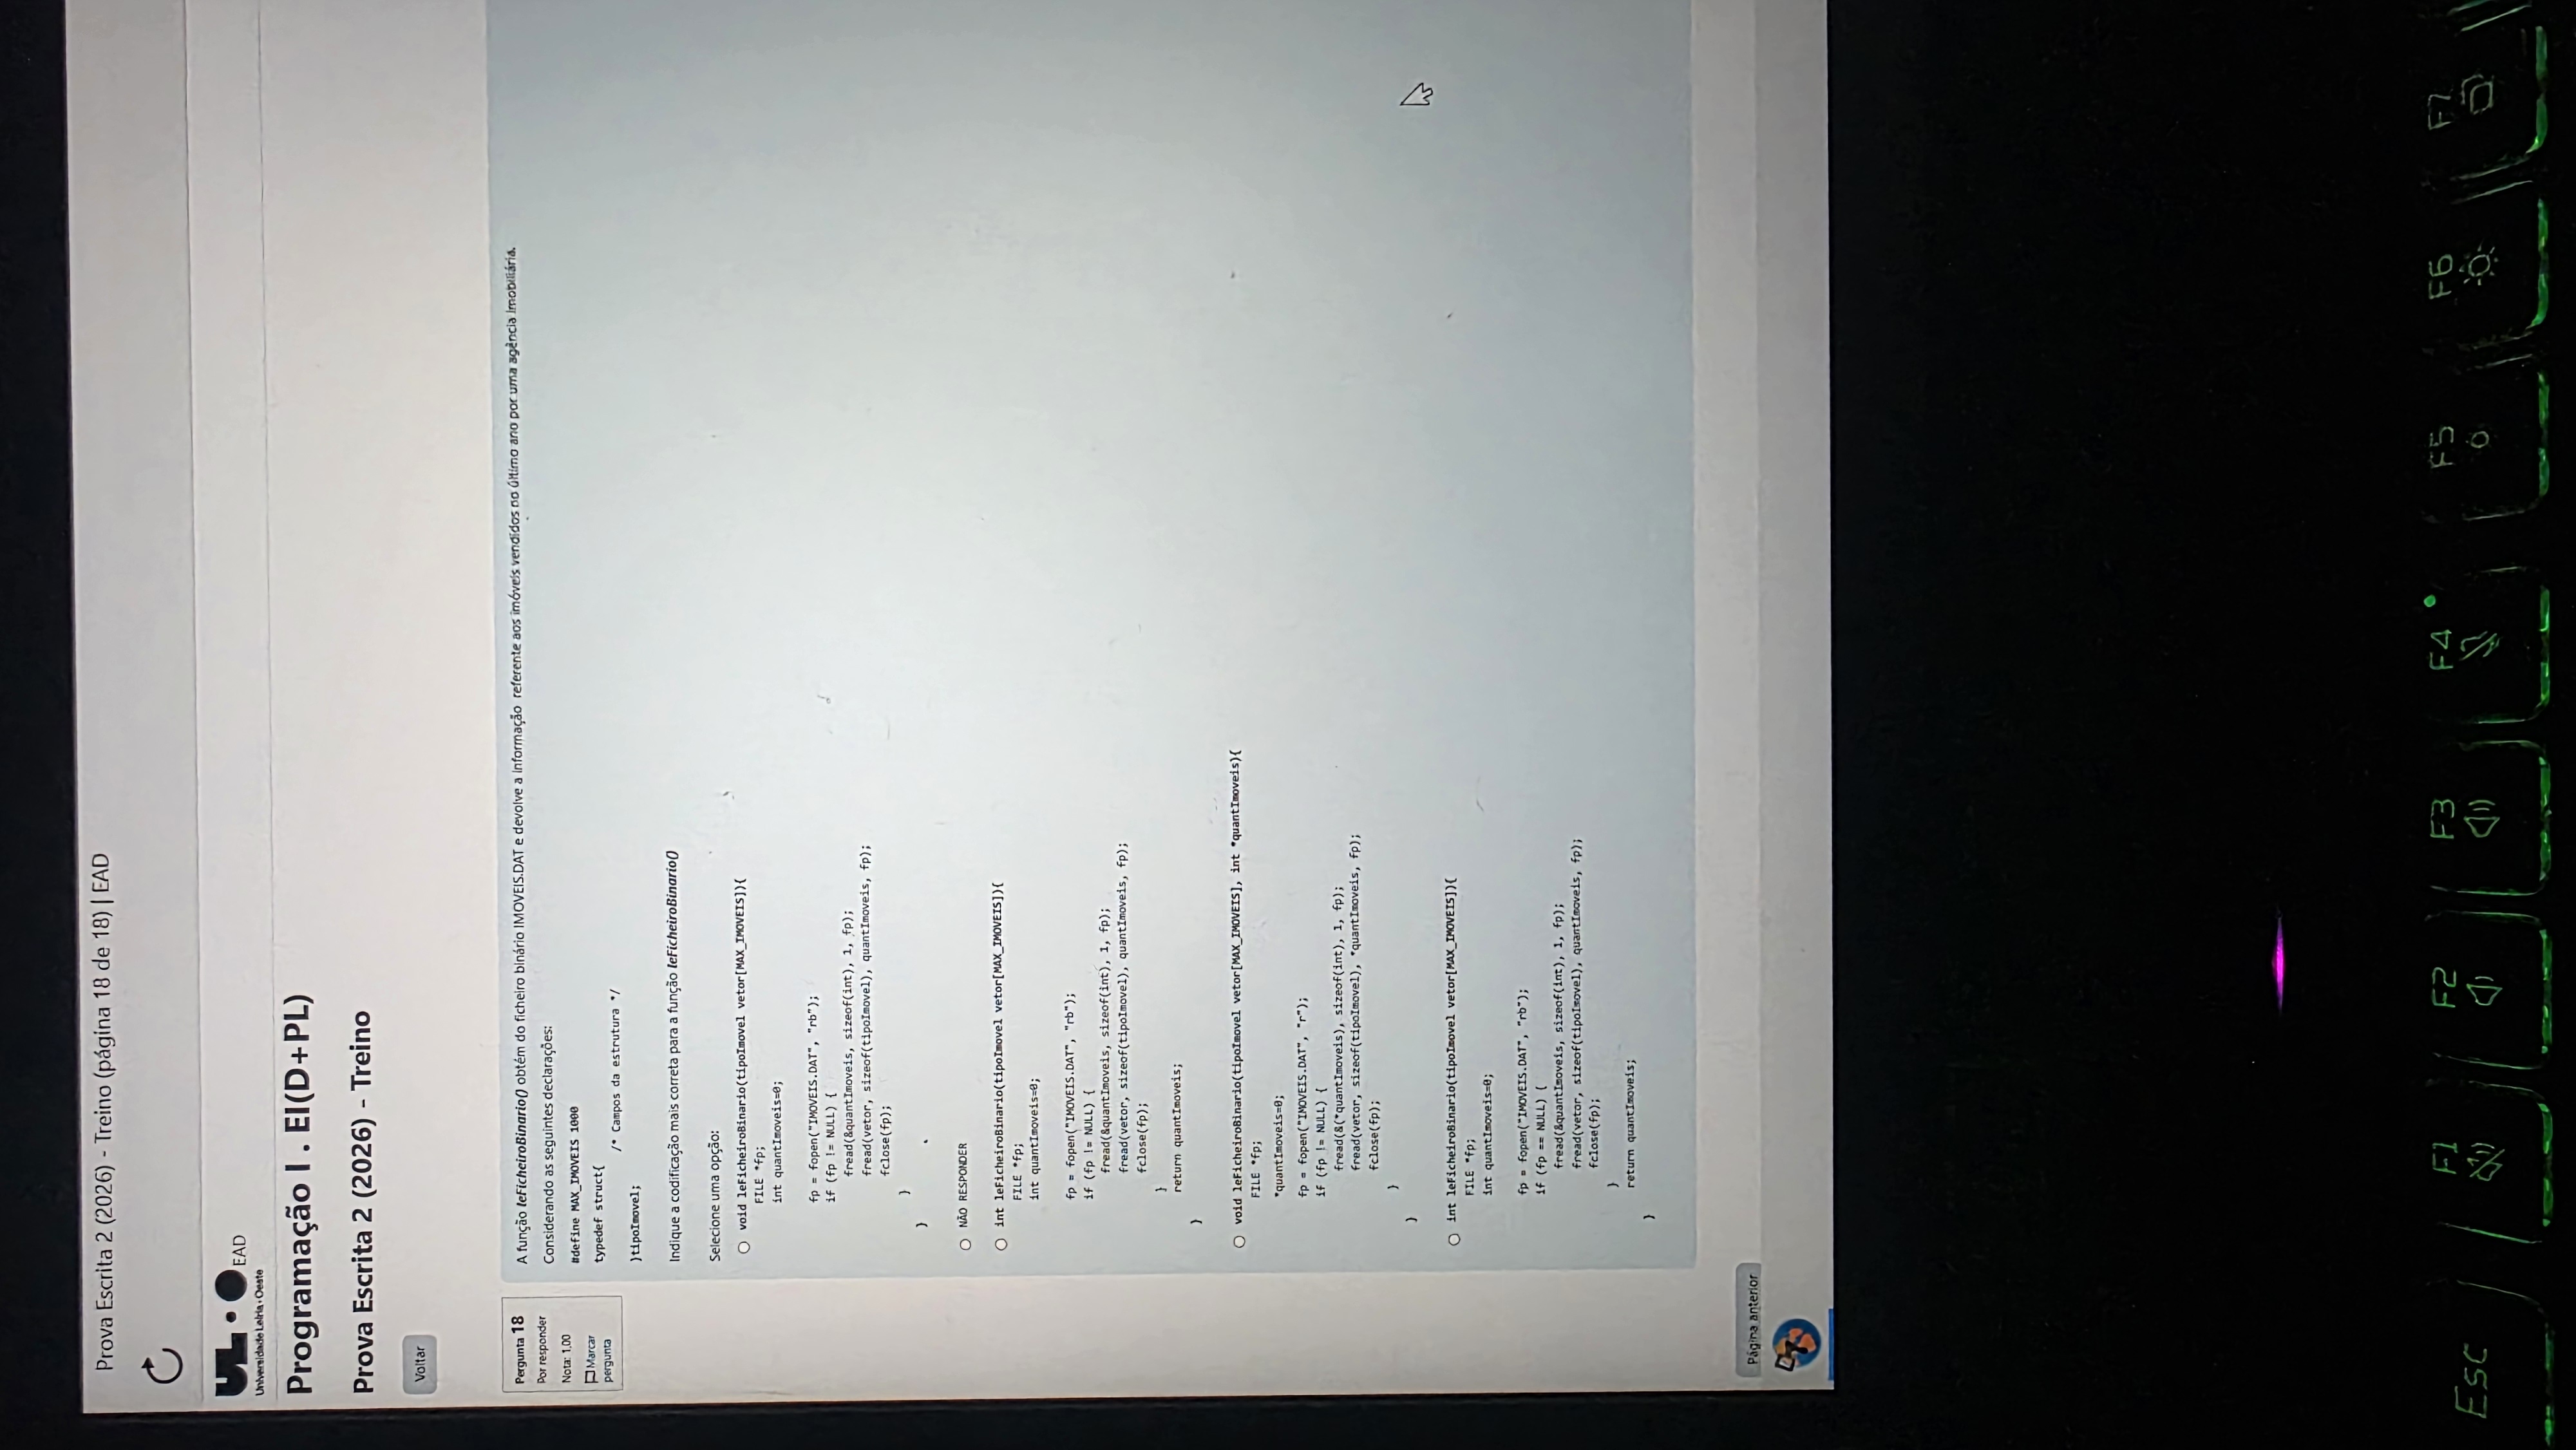 Prova Escrita 2 (2026) - Treino (página 18 de 18) | EAD
UL EAD
Universidade Leiria • Oeste
Programação I . EI(D+PL)
Prova Escrita 2 (2026) - Treino
Voltar
Pergunta 18
Por responder
Nota: 1,00
Marcar
pergunta
A função leFicheiroBinario() obtém do ficheiro binário IMOVEIS.DAT e devolve a informação referente aos imóveis vendidos no último ano por uma agência imobiliária.
Considerando as seguintes declarações:
#define MAX_IMOVEIS 1000
typedef struct{
/* Campos da estrutura */
}tipoImovel;
Indique a codificação mais correta para a função leFicheiroBinario()
Selecione uma opção:
void leFicheiroBinario(tipoImovel vetor[MAX_IMOVEIS]){
FILE *fp;
int quantImoveis=0;
fp = fopen("IMOVEIS.DAT", "rb");
if (fp != NULL) {
fread(&quantImoveis, sizeof(int), 1, fp);
fread(vetor, sizeof(tipoImovel), quantImoveis, fp);
fclose(fp);
}
}
NÃO RESPONDER
int leFicheiroBinario(tipoImovel vetor[MAX_IMOVEIS]){
FILE *fp;
int quantImoveis=0;
fp = fopen("IMOVEIS.DAT", "rb");
if (fp != NULL) {
fread(&quantImoveis, sizeof(int), 1, fp);
fread(vetor, sizeof(tipoImovel), quantImoveis, fp);
fclose(fp);
}
return quantImoveis;
}
void leFicheiroBinario(tipoImovel vetor[MAX_IMOVEIS], int *quantImoveis){
FILE *fp;
*quantImoveis=0;
fp = fopen("IMOVEIS.DAT", "r");
if (fp != NULL) {
fread(&(*quantImoveis), sizeof(int), 1, fp);
fread(vetor, sizeof(tipoImovel), *quantImoveis, fp);
fclose(fp);
}
}
int leFicheiroBinario(tipoImovel vetor[MAX_IMOVEIS]){
FILE *fp;
int quantImoveis=0;
fp = fopen("IMOVEIS.DAT", "rb");
if (fp == NULL) {
fread(&quantImoveis, sizeof(int), 1, fp);
fread(vetor, sizeof(tipoImovel), quantImoveis, fp);
fclose(fp);
}
return quantImoveis;
}
Página anterior
Esc F1 F2 F3 F4 F5 F6 F7